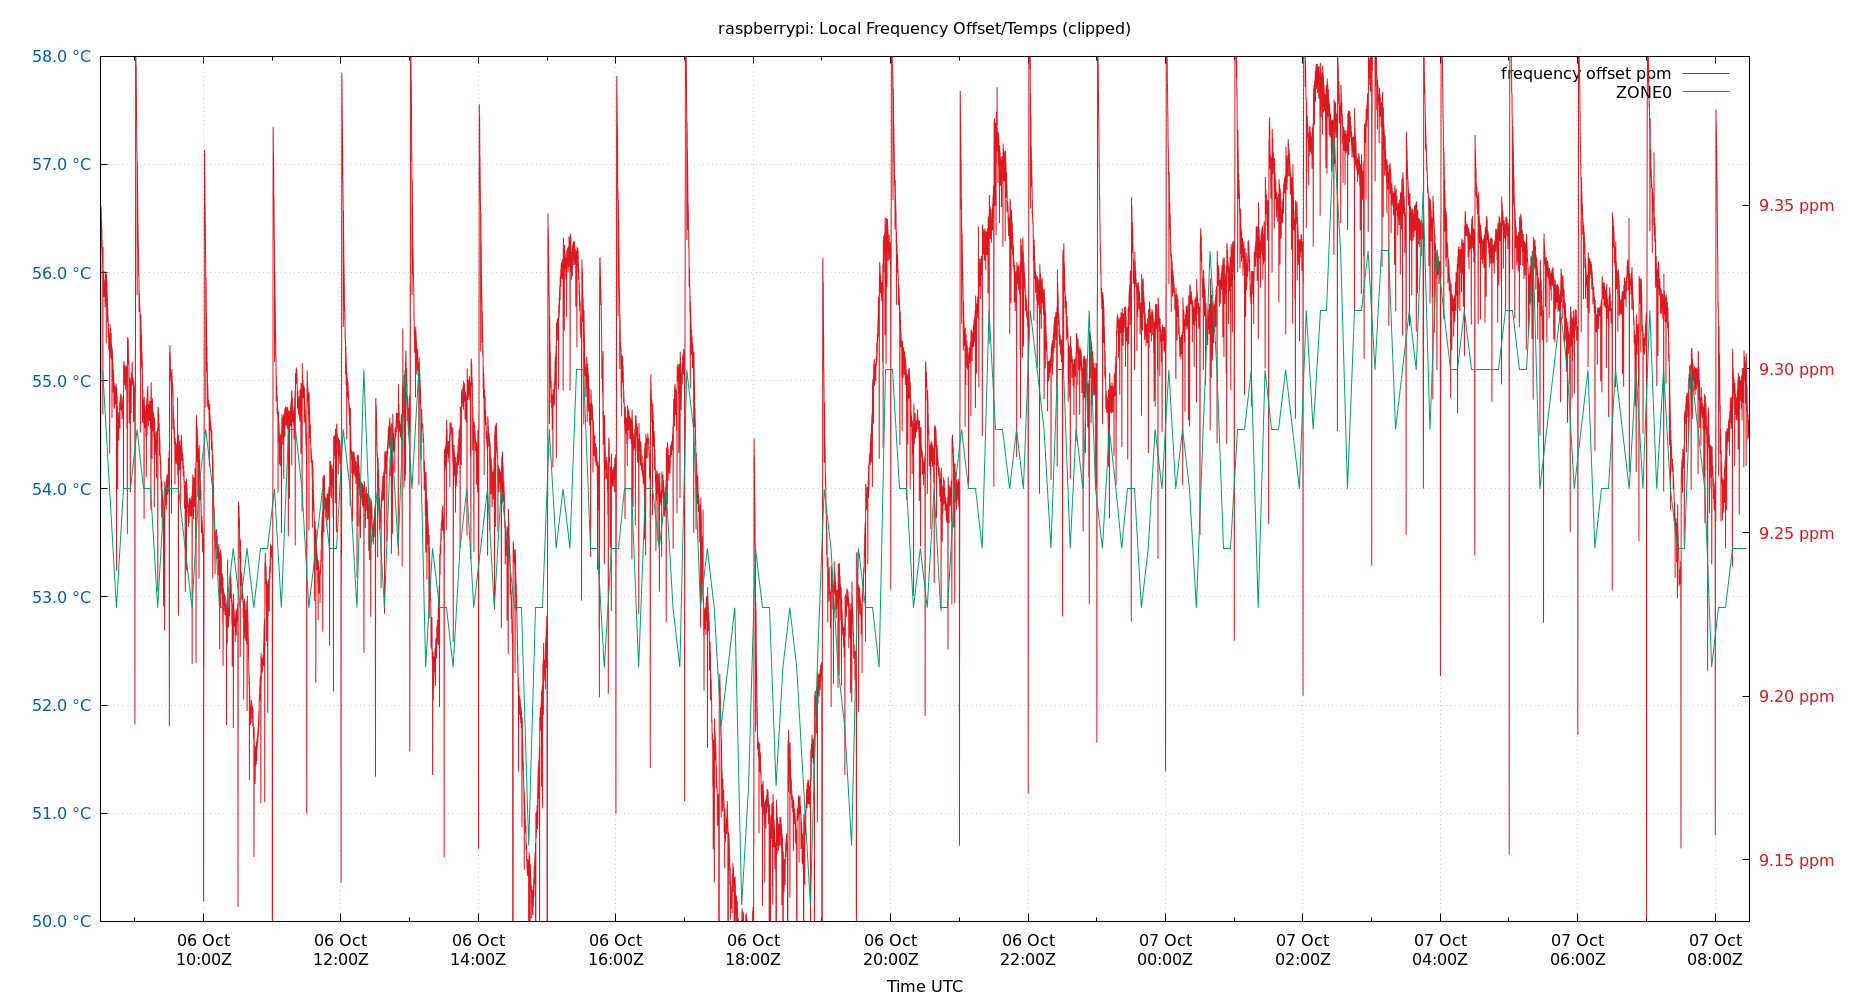 raspberrypi: Local Frequency Offset/Temps (clipped)
frequency offset ppm
ZONE0
58.0 °C
57.0 °C
56.0 °C
55.0 °C
54.0 °C
53.0 °C
52.0 °C
51.0 °C
50.0 °C
9.35 ppm
9.30 ppm
9.25 ppm
9.20 ppm
9.15 ppm
06 Oct 06 Oct 06 Oct 06 Oct 06 Oct 06 Oct 06 Oct 07 Oct 07 Oct 07 Oct 07 Oct 07 Oct
10:00Z 12:00Z 14:00Z 16:00Z 18:00Z 20:00Z 22:00Z 00:00Z 02:00Z 04:00Z 06:00Z 08:00Z
Time UTC